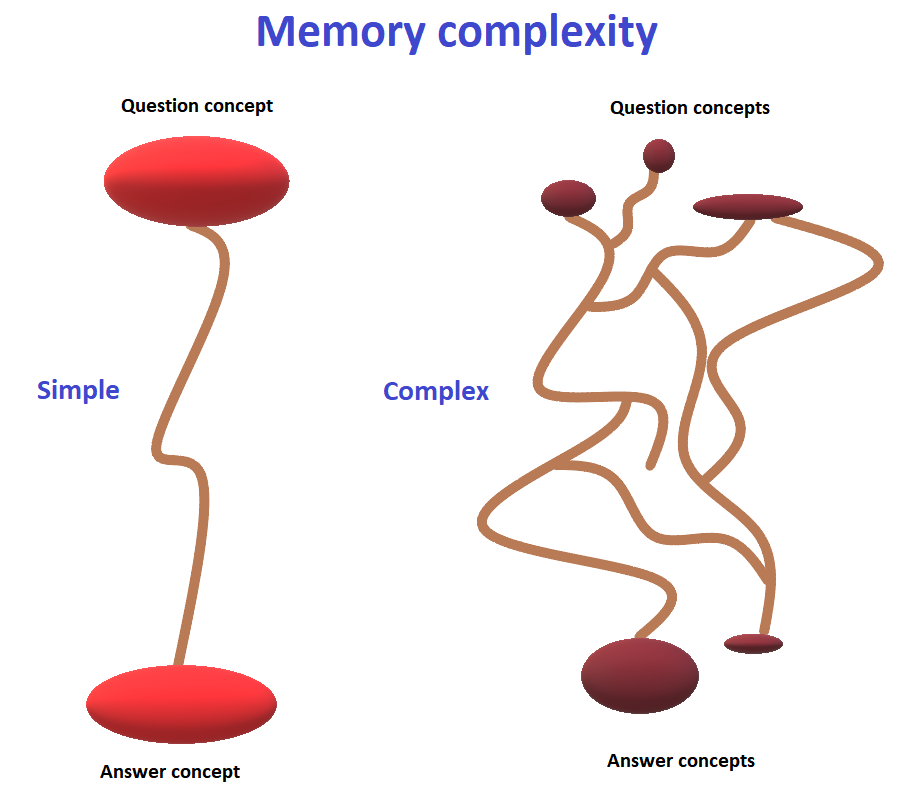 Memory complexity
Question concept
Question concepts
Simple
Complex
Answer concept
Answer concepts